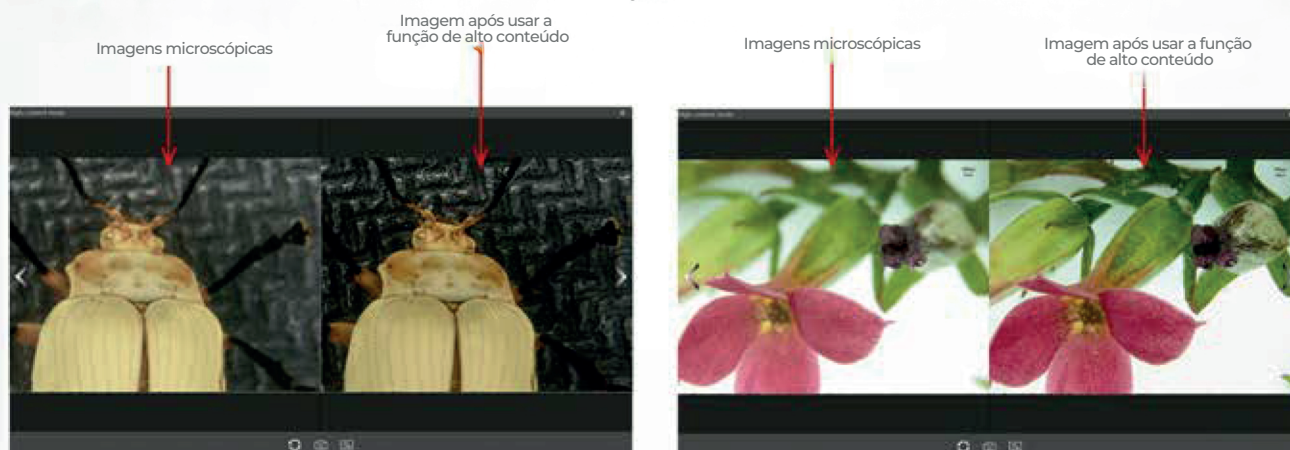 Imagens microscópicas
Imagem após usar a
função de alto conteúdo
Imagens microscópicas
Imagem após usar a função
de alto conteúdo